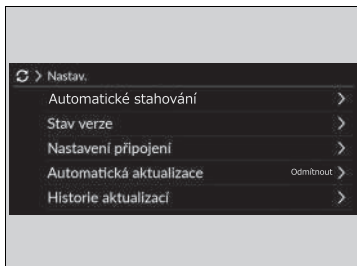 Nastav.
Automatické stahování
Stav verze
Nastavení připojení
Automatická aktualizace Odmítnout
Historie aktualizací